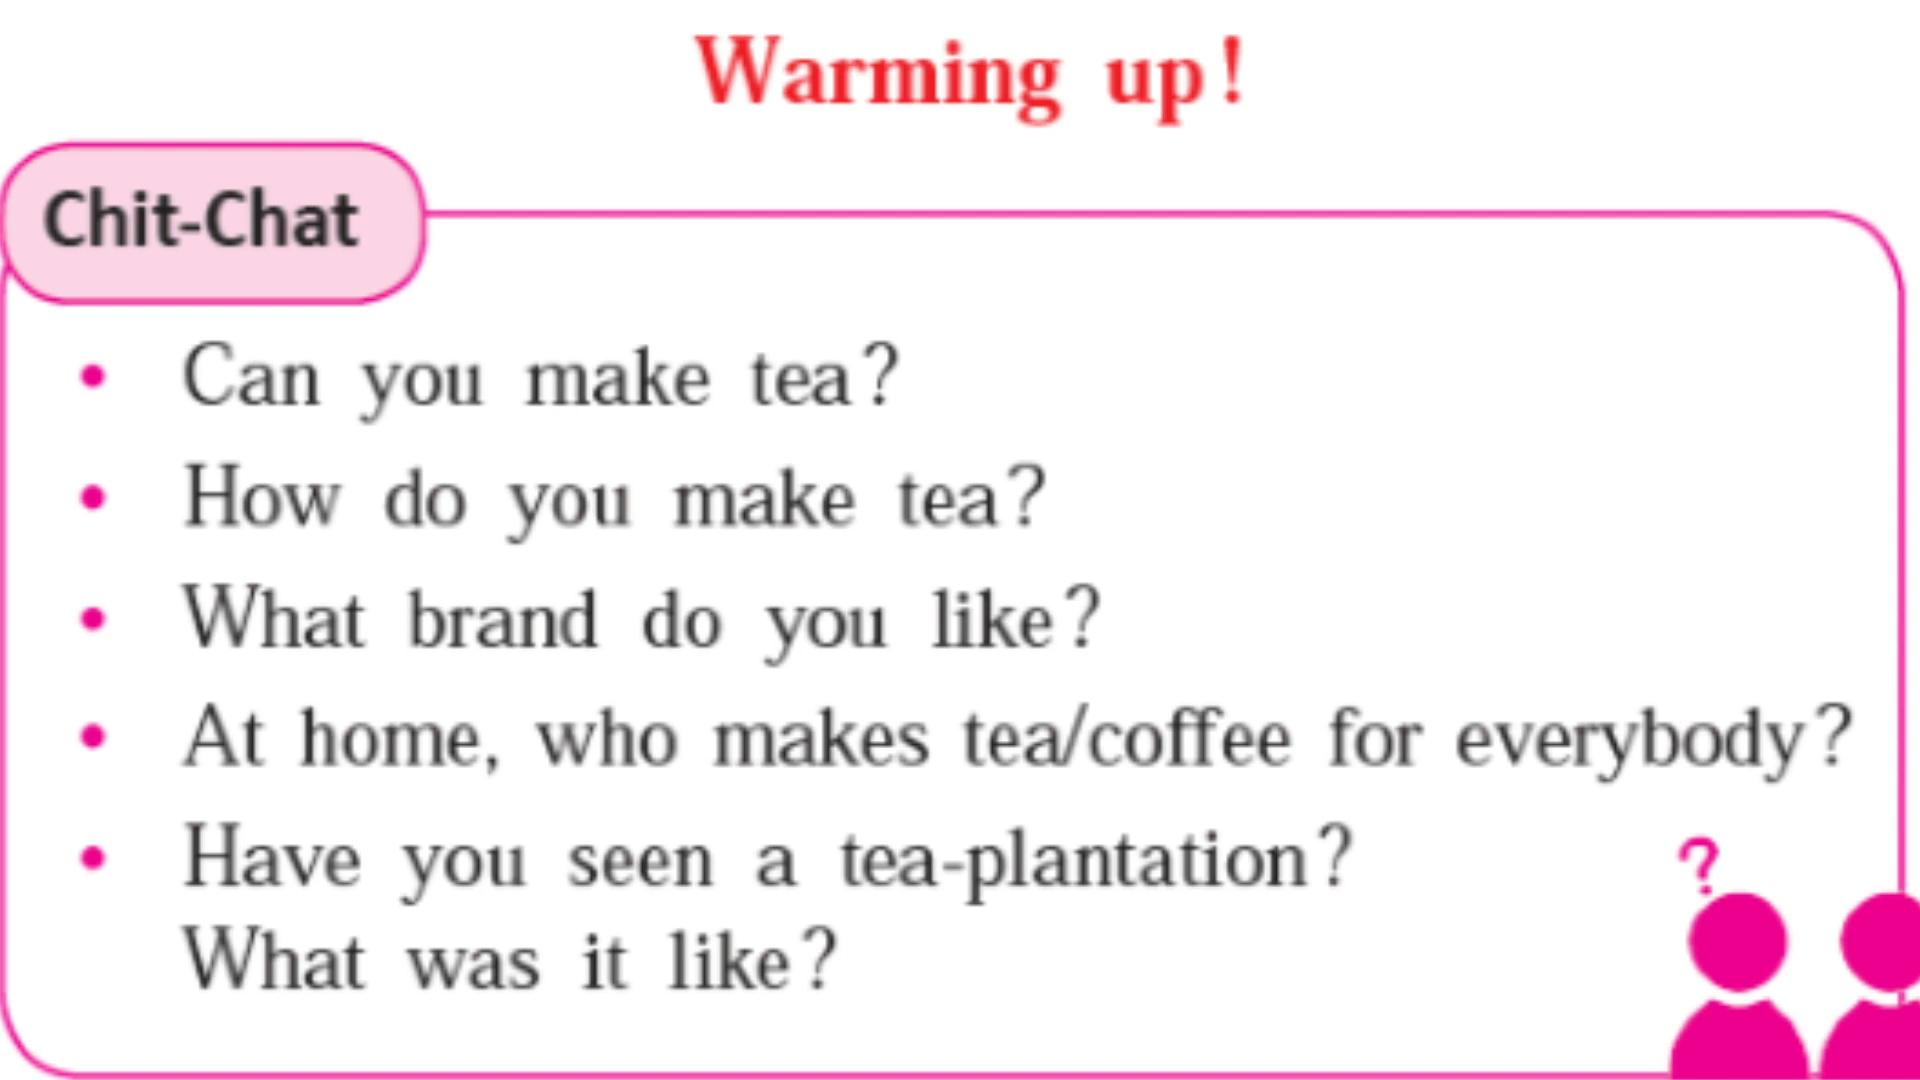 Warming up!
Chit-Chat
• Can you make tea?
• How do you make tea?
• What brand do you like?
• At home, who makes tea/coffee for everybody?
• Have you seen a tea-plantation?
What was it like?
?